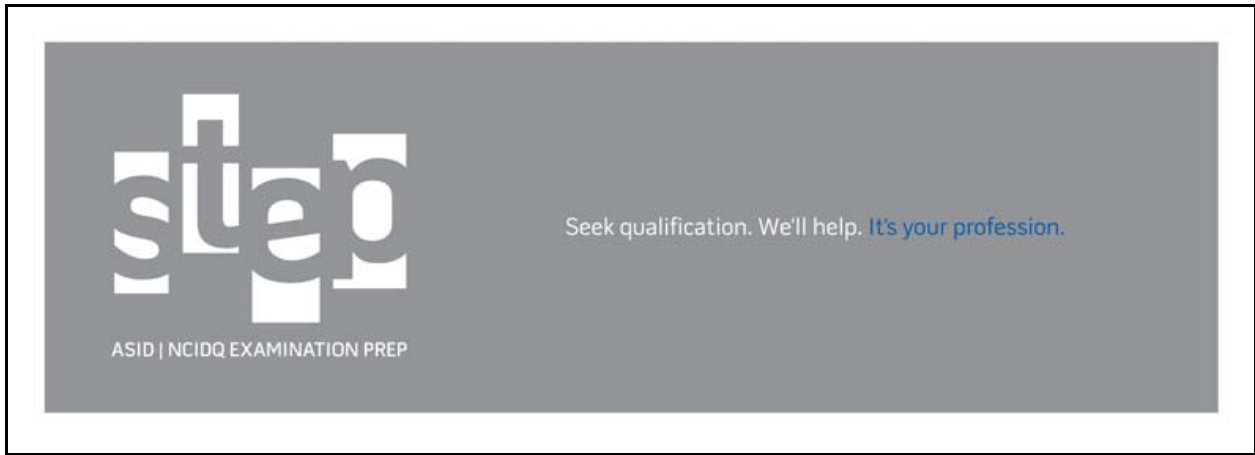 step
ASID | NCIDQ EXAMINATION PREP
Seek qualification. We'll help. It's your profession.